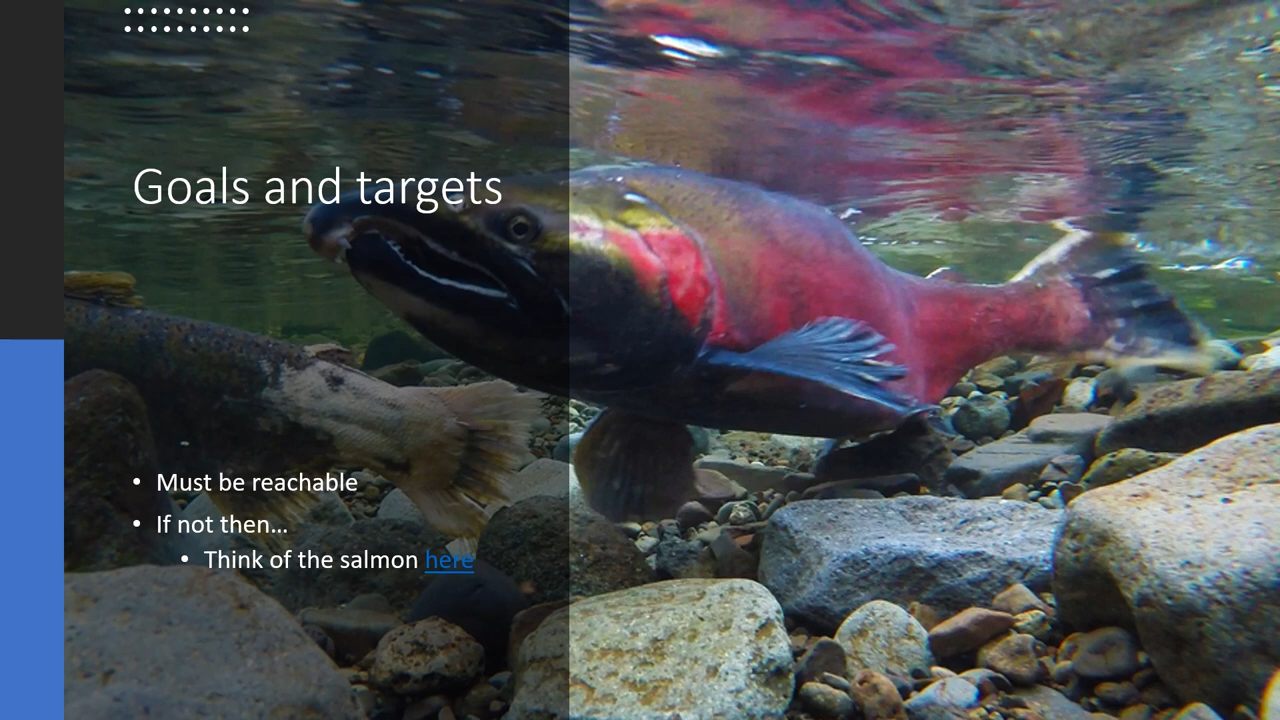 Goals and targets
• Must be reachable
• If not then…
• Think of the salmon here